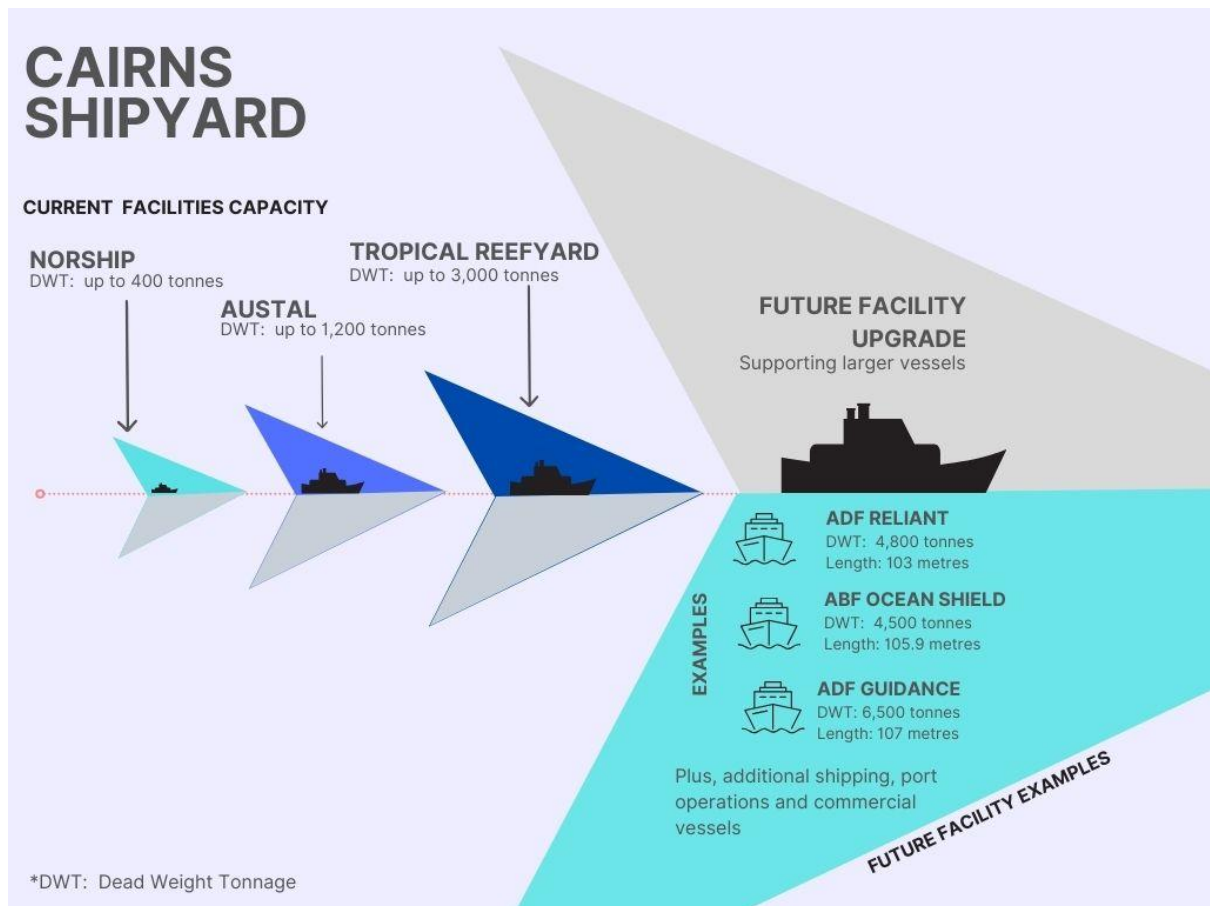 CAIRNS
SHIPYARD
CURRENT FACILITIES CAPACITY
NORSHIP
DWT: up to 400 tonnes
AUSTAL
DWT: up to 1,200 tonnes
TROPICAL REEFYARD
DWT: up to 3,000 tonnes
FUTURE FACILITY
UPGRADE
Supporting larger vessels
EXAMPLES
ADF RELIANT
DWT: 4,800 tonnes
Length: 103 metres
ABF OCEAN SHIELD
DWT: 4,500 tonnes
Length: 105.9 metres
ADF GUIDANCE
DWT: 6,500 tonnes
Length: 107 metres
Plus, additional shipping, port
operations and commercial
vessels
FUTURE FACILITY EXAMPLES
*DWT: Dead Weight Tonnage